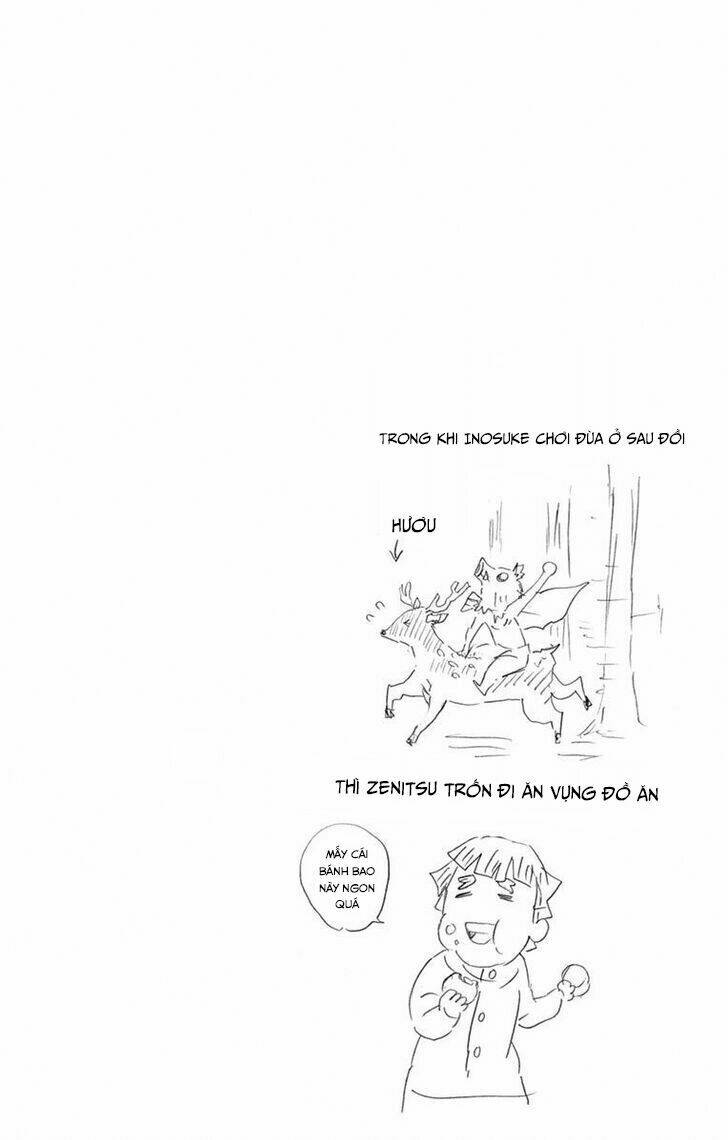 TRONG KHI INOSUKE CHƠI ĐÙA Ở SAU ĐỒI
HƯƠU
THÌ ZENITSU TRỐN ĐI ĂN VỤNG ĐỒ ĂN
MẤY CÁI
BÁNH BAO
NÀY NGON
QUÁ